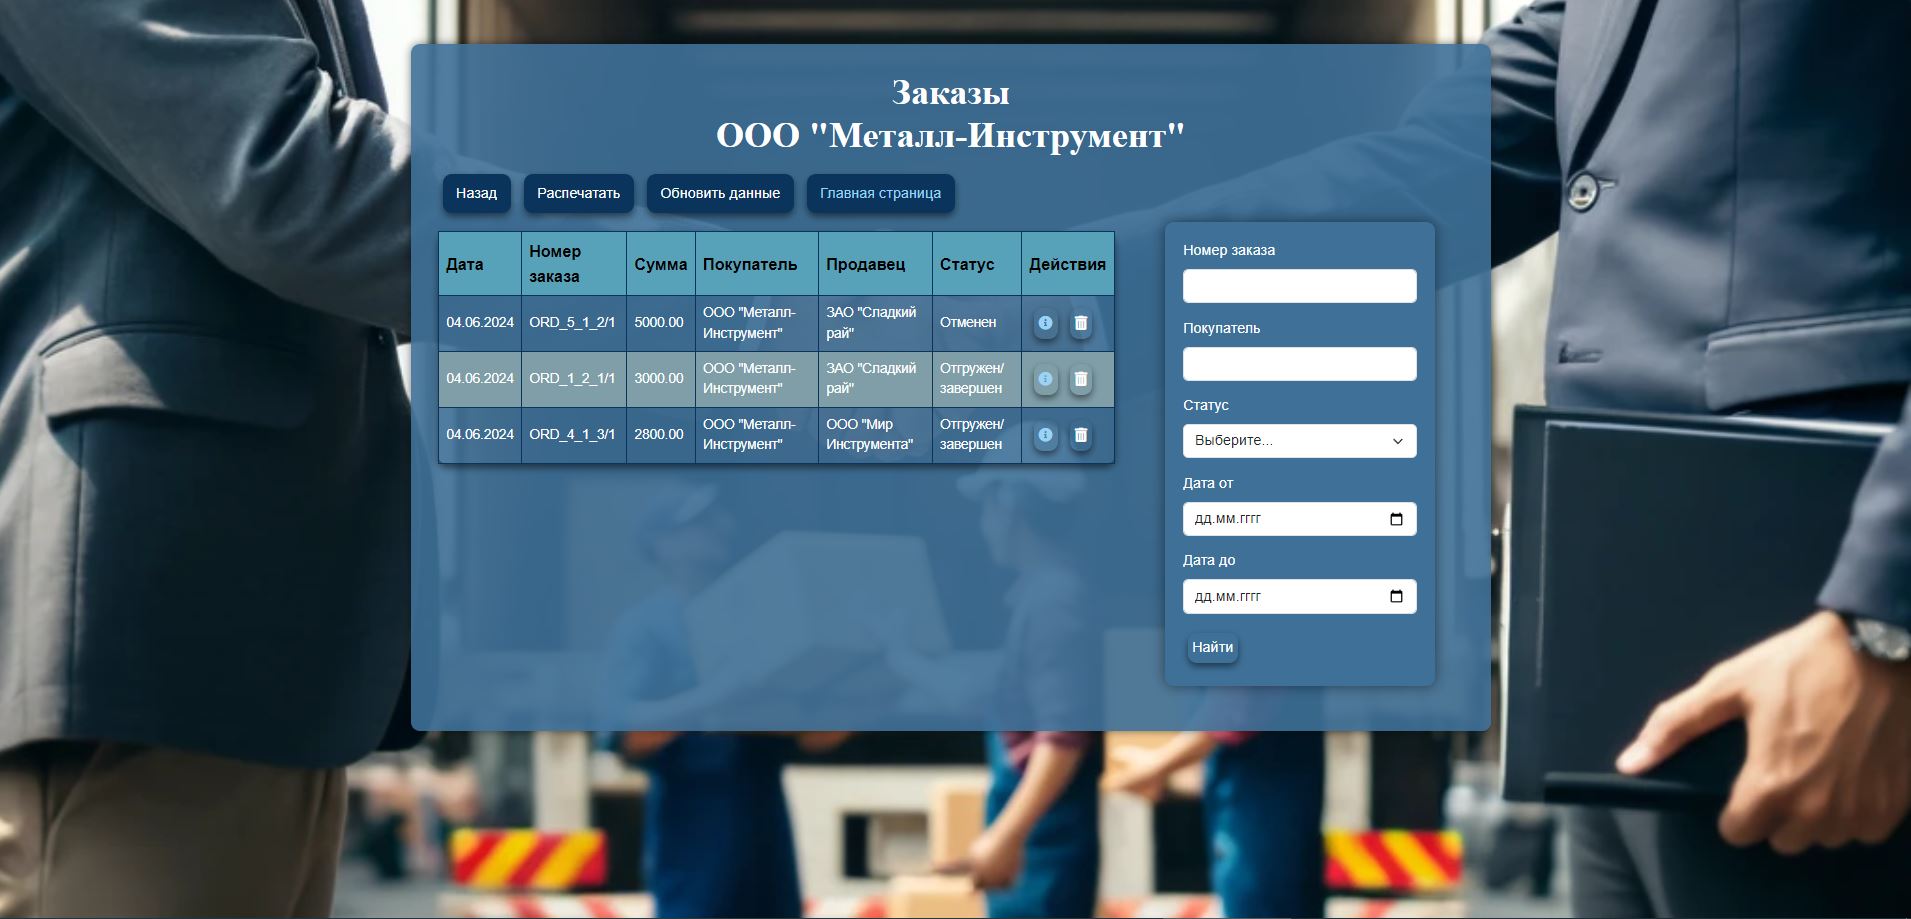 Заказы
ООО "Металл-Инструмент"
Назад
Распечатать
Обновить данные
Главная страница
Дата
Номер
заказа
Сумма
Покупатель
Продавец
Статус
Действия
04.06.2024
ORD_5_1_2/1
5000.00
ООО "Металл-
Инструмент"
ЗАО "Сладкий
рай"
Отменен
04.06.2024
ORD_1_2_1/1
3000.00
ООО "Металл-
Инструмент"
ЗАО "Сладкий
рай"
Отгружен/
завершен
04.06.2024
ORD_4_1_3/1
2800.00
ООО "Металл-
Инструмент"
ООО "Мир
Инструмента"
Отгружен/
завершен
Номер заказа
Покупатель
Статус
Выберите...
Дата от
дд.мм.гггг
Дата до
дд.мм.гггг
Найти